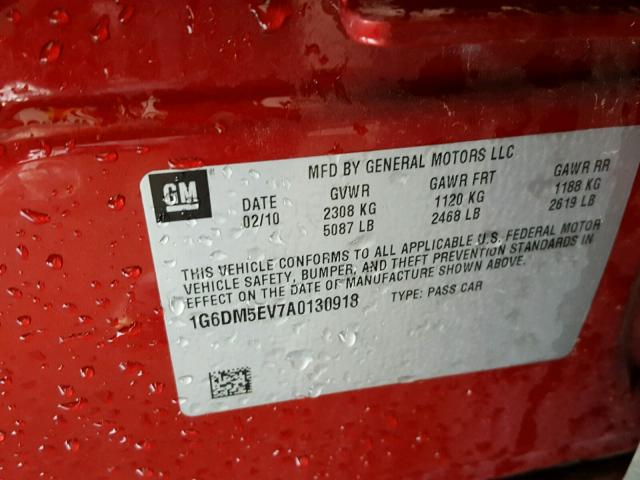 GM
MFD BY GENERAL MOTORS LLC
DATE GVWR GAWR FRT GAWR RR
02/10 2308 KG 1120 KG 1188 KG
5087 LB 2468 LB 2619 LB
THIS VEHICLE CONFORMS TO ALL APPLICABLE U.S. FEDERAL MOTOR
VEHICLE SAFETY, BUMPER, AND THEFT PREVENTION STANDARDS IN
EFFECT ON THE DATE OF MANUFACTURE SHOWN ABOVE.
1G6DM5EV7A0130918 TYPE: PASS CAR